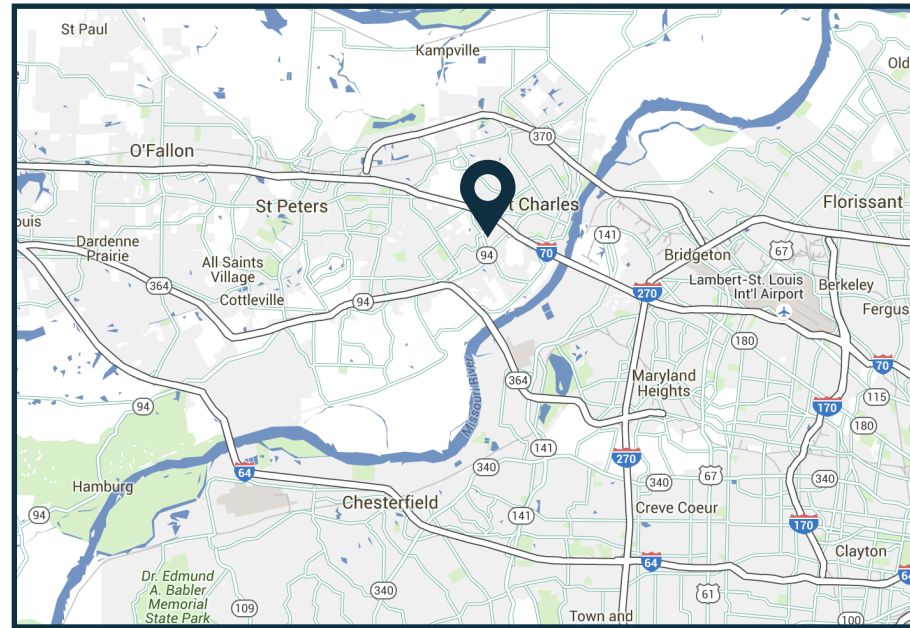 St Paul
Kampville
Old
370
O'Fallon
St Peters
t Charles
Florissant
ouis
Dardenne
Prairie
141
67
94
70
Bridgeton
All Saints
Village
364
Cottleville
94
270
Lambert-St. Louis
Int'l Airport
Berkeley
Fergus
180
Missouri River
364
Maryland
Heights
70
94
115
170
180
141
64
340
270
340
67
340
Hamburg
Chesterfield
94
141
Creve Coeur
170
64
Clayton
64
Dr. Edmund
A. Babler
Memorial
State Park
340
61
109
Town and
100